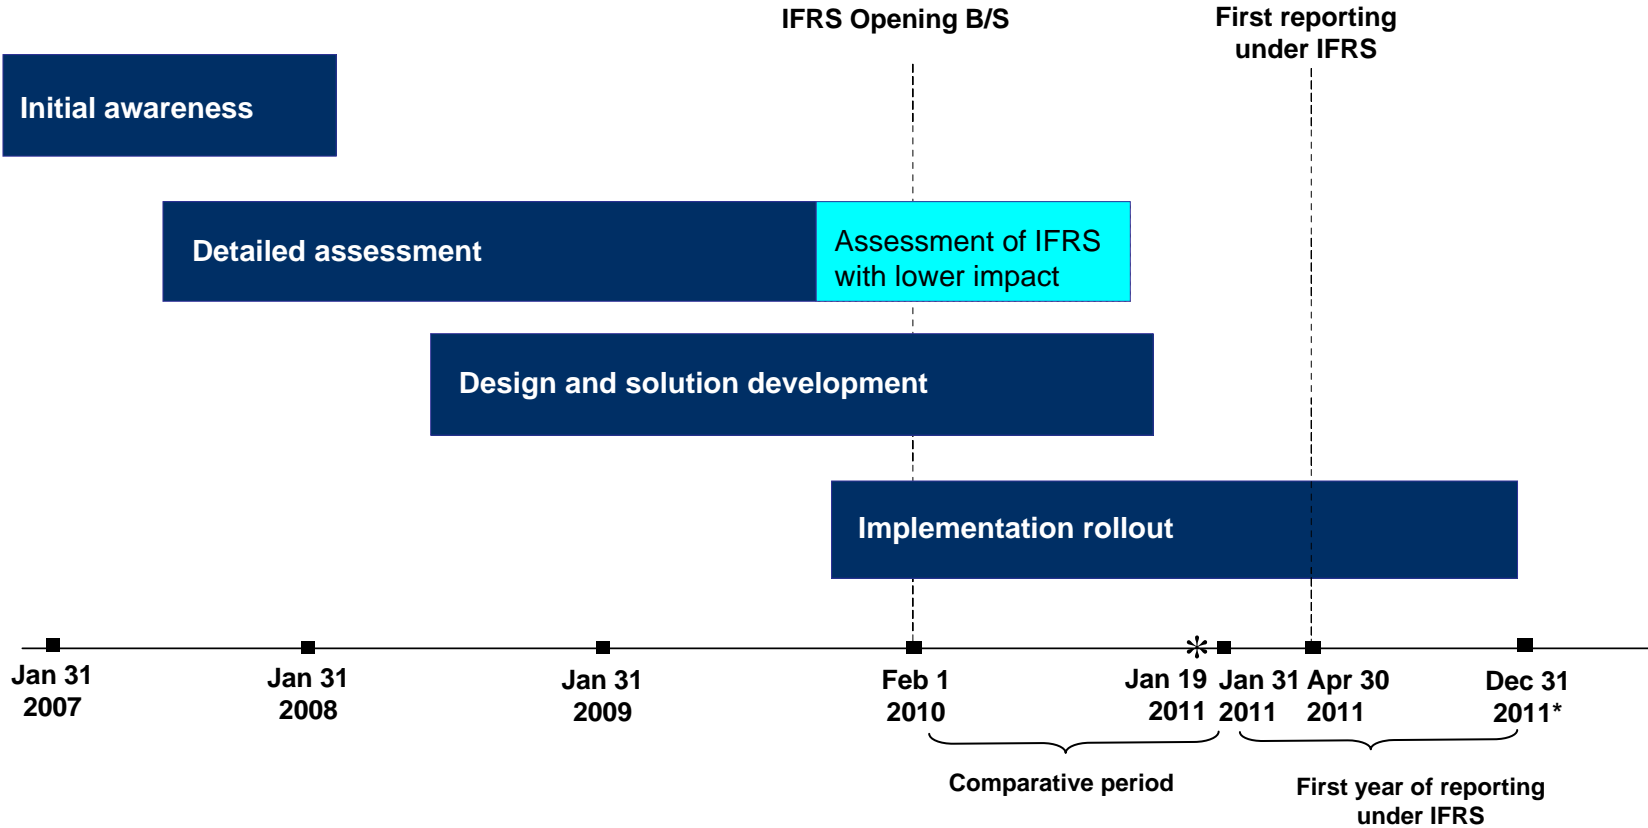 IFRS Opening B/S
First reporting
under IFRS
Initial awareness
Detailed assessment
Assessment of IFRS
with lower impact
Design and solution development
Implementation rollout
*
Jan 31
2007
Jan 31
2008
Jan 31
2009
Feb 1
2010
Jan 19
2011
Jan 31
2011
Apr 30
2011
Dec 31
2011*
Comparative period
First year of reporting
under IFRS